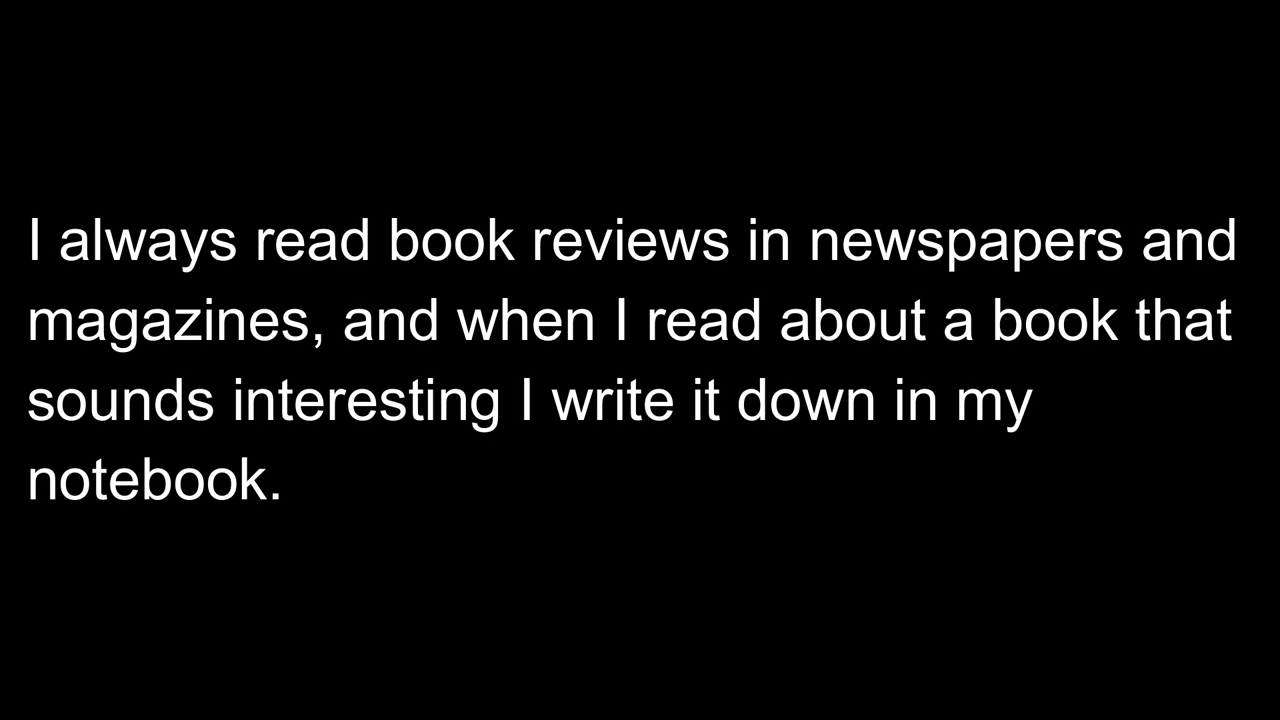 I always read book reviews in newspapers and
magazines, and when I read about a book that
sounds interesting I write it down in my
notebook.